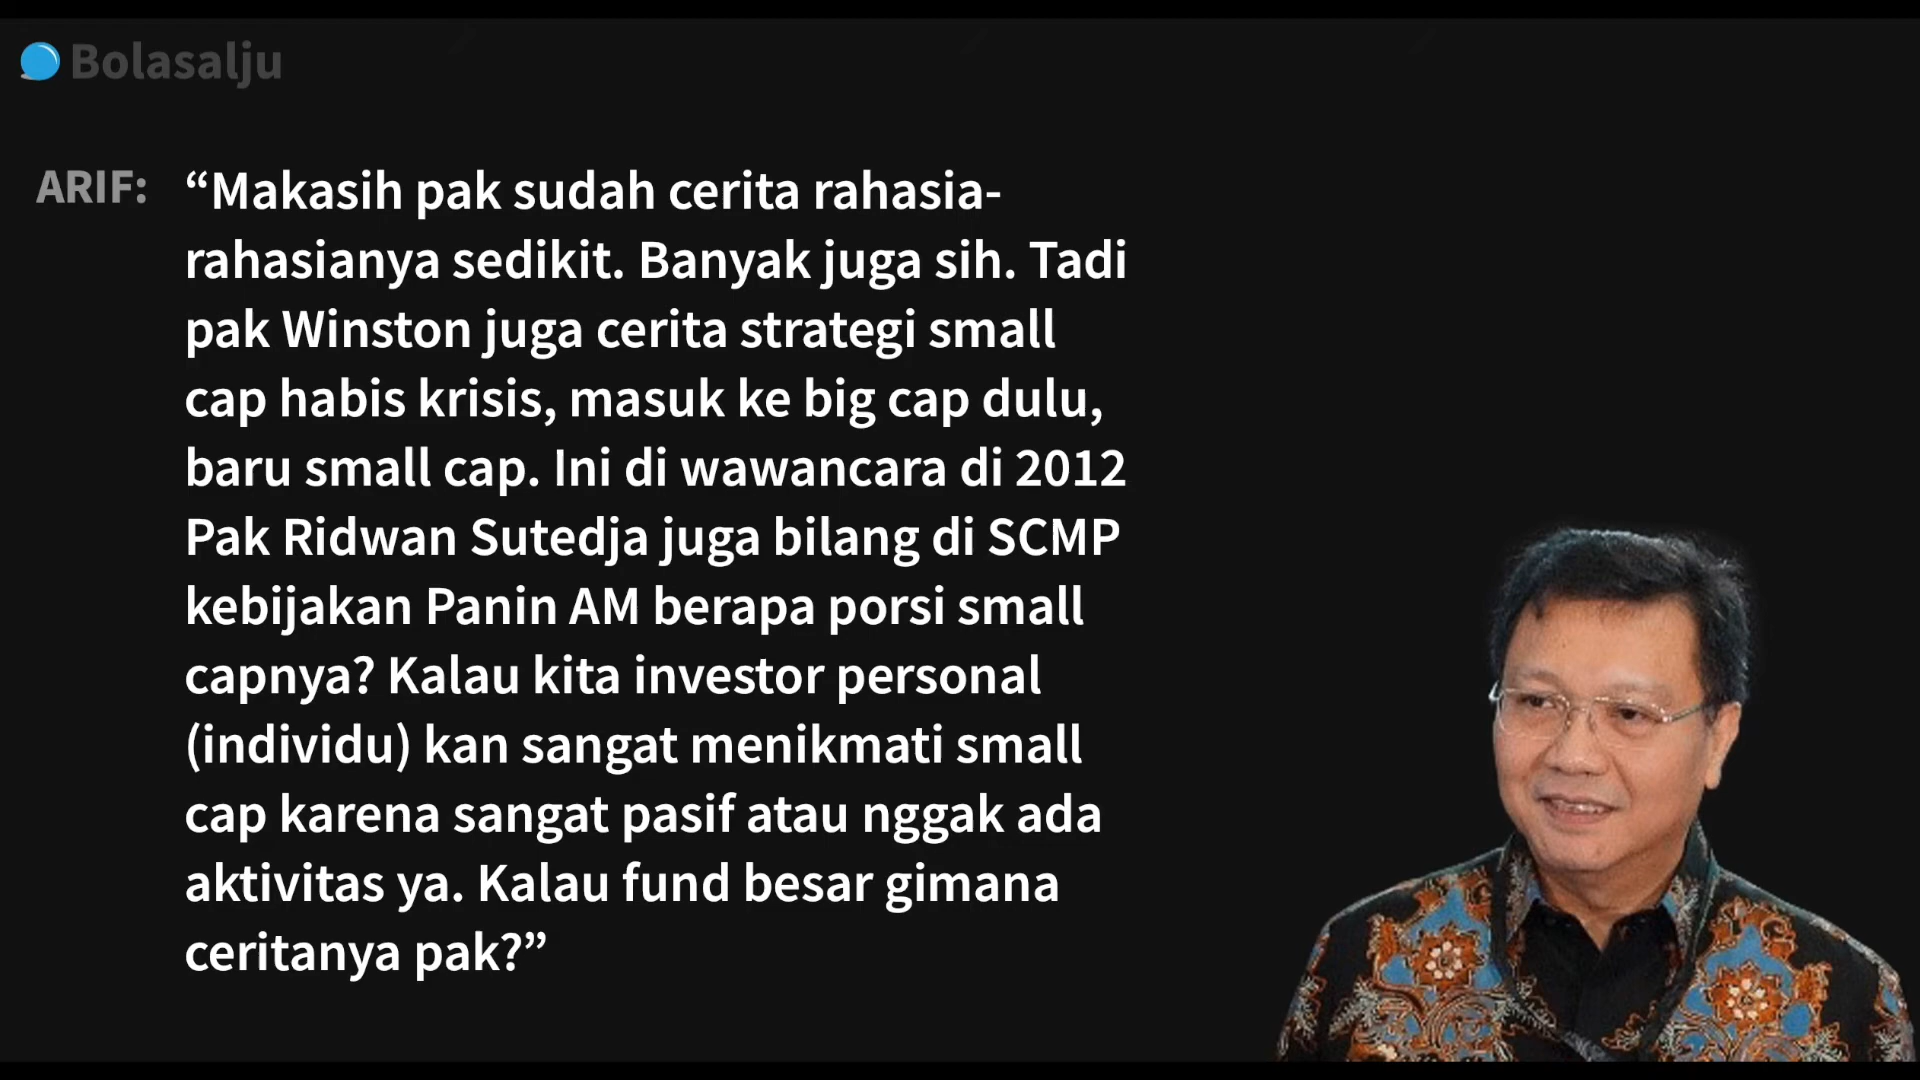 Bolasalju
ARIF: “Makasih pak sudah cerita rahasia-
rahasianya sedikit. Banyak juga sih. Tadi
pak Winston juga cerita strategi small
cap habis krisis, masuk ke big cap dulu,
baru small cap. Ini di wawancara di 2012
Pak Ridwan Sutedja juga bilang di SCMP
kebijakan Panin AM berapa porsi small
capnya? Kalau kita investor personal
(individu) kan sangat menikmati small
cap karena sangat pasif atau nggak ada
aktivitas ya. Kalau fund besar gimana
ceritanya pak?”